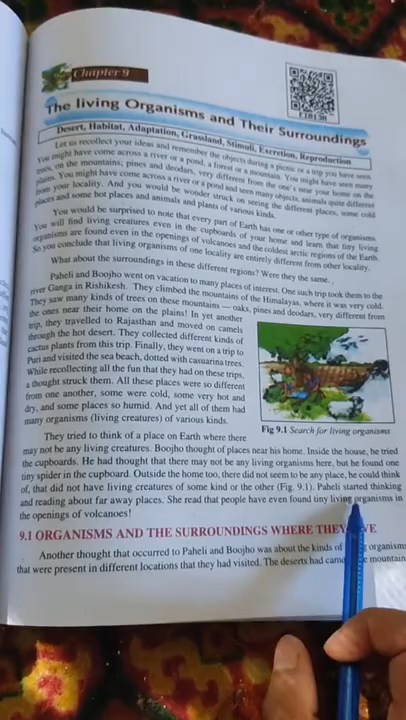 Chapter 9
The living Organisms and Their Surroundings
Desert, Habitat, Adaptation, Grassland, Stimuli, Excretion, Reproduction
Let us recollect your ideas and remember the objects during a picnic or a trip you have seen.
You might have come across a river or a pond, a forest or a mountain. You might have seen many
trees, on the mountains; pines and deodars, very different from the one's near your home on the
plains. You might have come across a river or a pond and seen many objects, animals quite different
from your locality. And you would be wonder struck on seeing the different places, some cold
places and some hot places and animals and plants of various kinds.
You would be surprised to note that every part of Earth has one or other type of organisms.
You will find living creatures even in the cupboards of your home and learn that tiny living
organisms are found even in the openings of volcanoes and the coldest arctic regions of the Earth.
So you conclude that living organisms of one locality are entirely different from other locality.
What about the surroundings in these different regions? Were they the same.
Paheli and Boojho went on vacation to many places of interest. One such trip took them to the
river Ganga in Rishikesh. They climbed the mountains of the Himalayas, where it was very cold.
They saw many kinds of trees on these mountains — oaks, pines and deodars, very different from
the ones near their home on the plains! In yet another
trip, they travelled to Rajasthan and moved on camels
through the hot desert. They collected different kinds of
cactus plants from this trip. Finally, they went on a trip to
Puri and visited the sea beach, dotted with casuarina trees.
While recollecting all the fun that they had on these trips,
a thought struck them. All these places were so different
from one another, some were cold, some very hot and
dry, and some places so humid. And yet all of them had
many organisms (living creatures) of various kinds.
Fig 9.1 Search for living organisms
They tried to think of a place on Earth where there
may not be any living creatures. Boojho thought of places near his home. Inside the house, he tried
the cupboards. He had thought that there may not be any living organisms here, but he found one
tiny spider in the cupboard. Outside the home too, there did not seem to be any place, he could think
of, that did not have living creatures of some kind or the other (Fig. 9.1). Paheli started thinking
and reading about far away places. She read that people have even found tiny living organisms in
the openings of volcanoes!
9.1 ORGANISMS AND THE SURROUNDINGS WHERE THEY LIVE
Another thought that occurred to Paheli and Boojho was about the kinds of organisms
that were present in different locations that they had visited. The deserts had mountain